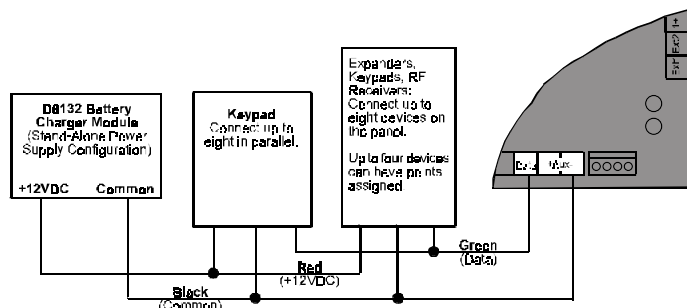 D8132 Battery
Charger Module
(Stand-Alone Power
Supply Configuration)
+12VDC Common
Keypad
Connect up to
eight in parallel.
Expanders,
Keypads, RF
Receivers:
Connect up to
eight devices on
the panel.
Up to four devices
can have points
assigned
1+
Ext2
Data
Aux-
Green
(Data)
Red
(+12VDC)
Black
(Common)